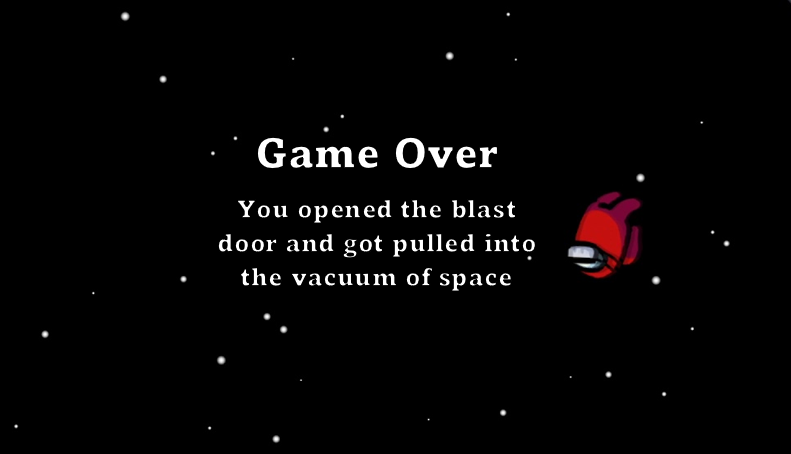 Game Over
You opened the blast
door and got pulled into
the vacuum of space